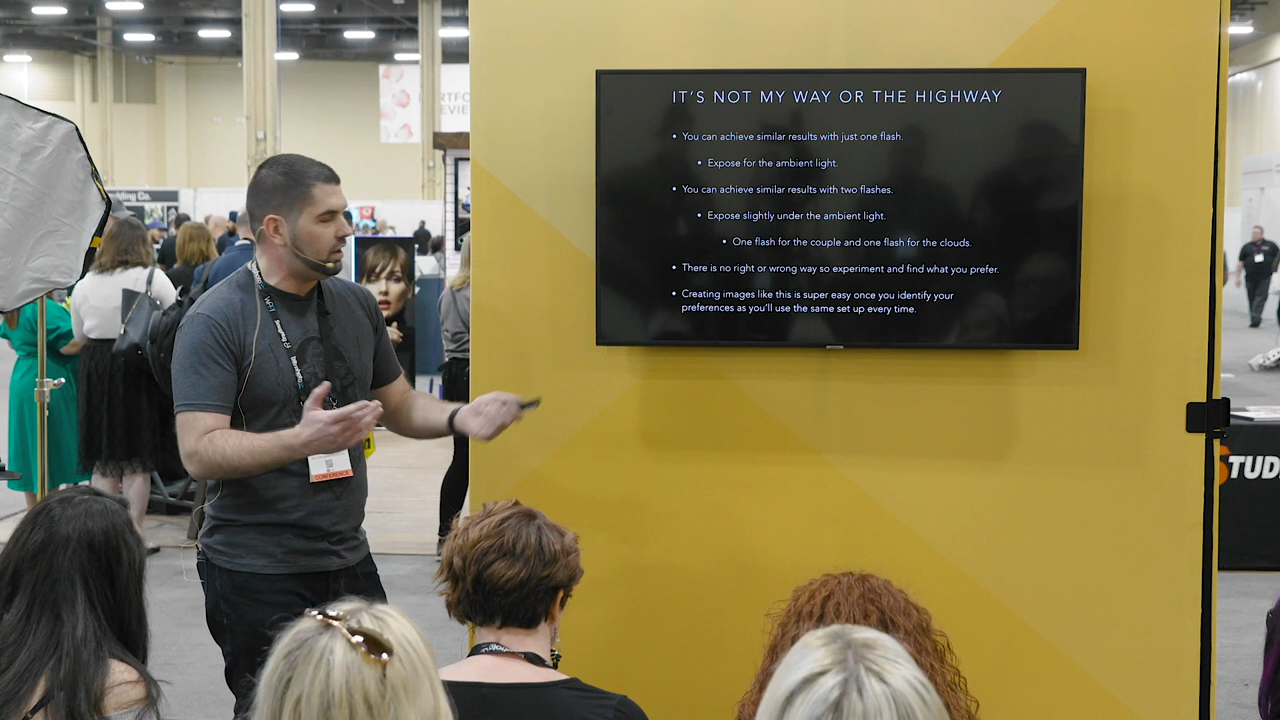 IT'S NOT MY WAY OR THE HIGHWAY
• You can achieve similar results with just one flash.
• Expose for the ambient light.
• You can achieve similar results with two flashes.
• Expose slightly under the ambient light.
• One flash for the couple and one flash for the clouds.
• There is no right or wrong way so experiment and find what you prefer.
• Creating images like this is super easy once you identify your
preferences as you'll use the same set up every time.
CONFERENCE